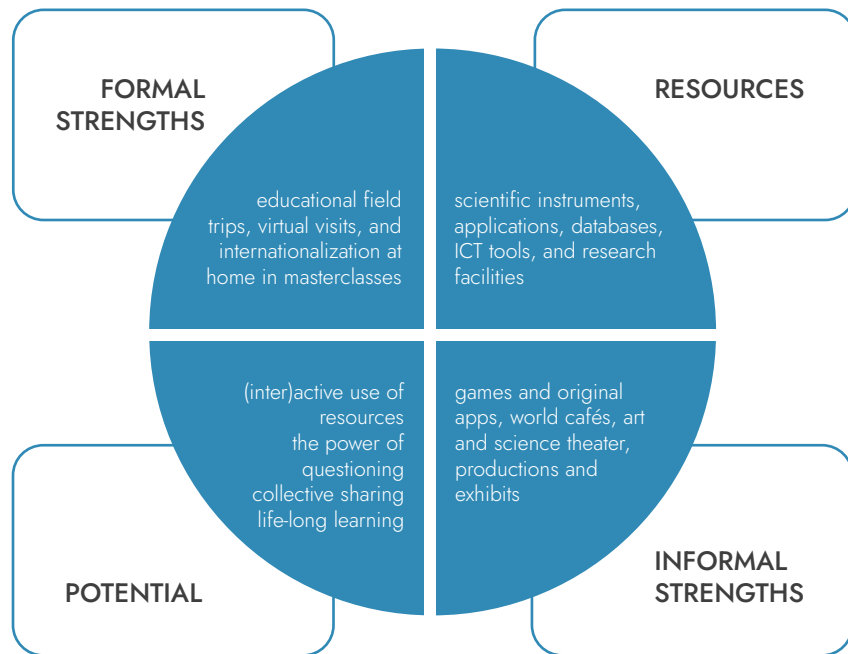 FORMAL
STRENGTHS
educational field
trips, virtual visits, and
internationalization at
home in masterclasses
RESOURCES
scientific instruments,
applications, databases,
ICT tools, and research
facilities
(inter)active use of
resources
the power of
questioning
collective sharing
life-long learning
POTENTIAL
games and original
apps, world cafés, art
and science theater,
productions and
exhibits
INFORMAL
STRENGTHS